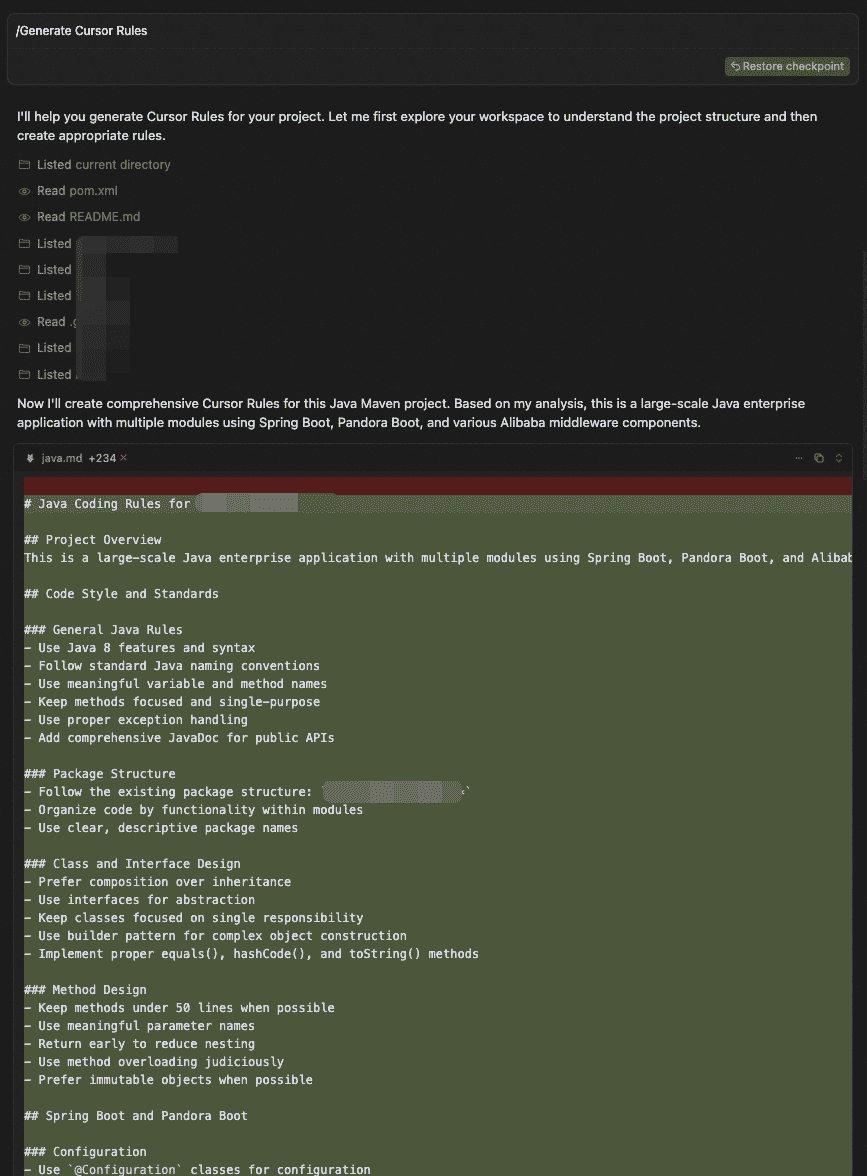 /Generate Cursor Rules
Restore checkpoint
I'll help you generate Cursor Rules for your project. Let me first explore your workspace to understand the project structure and then
create appropriate rules.
Listed current directory
Read pom.xml
Read README.md
Listed
Listed
Listed
Read .g
Listed
Listed
Now I'll create comprehensive Cursor Rules for this Java Maven project. Based on my analysis, this is a large-scale Java enterprise
application with multiple modules using Spring Boot, Pandora Boot, and various Alibaba middleware components.
java.md +234
# Java Coding Rules for
## Project Overview
This is a large-scale Java enterprise application with multiple modules using Spring Boot, Pandora Boot, and Alibab
## Code Style and Standards
### General Java Rules
- Use Java 8 features and syntax
- Follow standard Java naming conventions
- Use meaningful variable and method names
- Keep methods focused and single-purpose
- Use proper exception handling
- Add comprehensive JavaDoc for public APIs
### Package Structure
- Follow the existing package structure: `
- Organize code by functionality within modules
- Use clear, descriptive package names
### Class and Interface Design
- Prefer composition over inheritance
- Use interfaces for abstraction
- Keep classes focused on single responsibility
- Use builder pattern for complex object construction
- Implement proper equals(), hashCode(), and toString() methods
### Method Design
- Keep methods under 50 lines when possible
- Use meaningful parameter names
- Return early to reduce nesting
- Use method overloading judiciously
- Prefer immutable objects when possible
## Spring Boot and Pandora Boot
### Configuration
- Use `@Configuration` classes for configuration